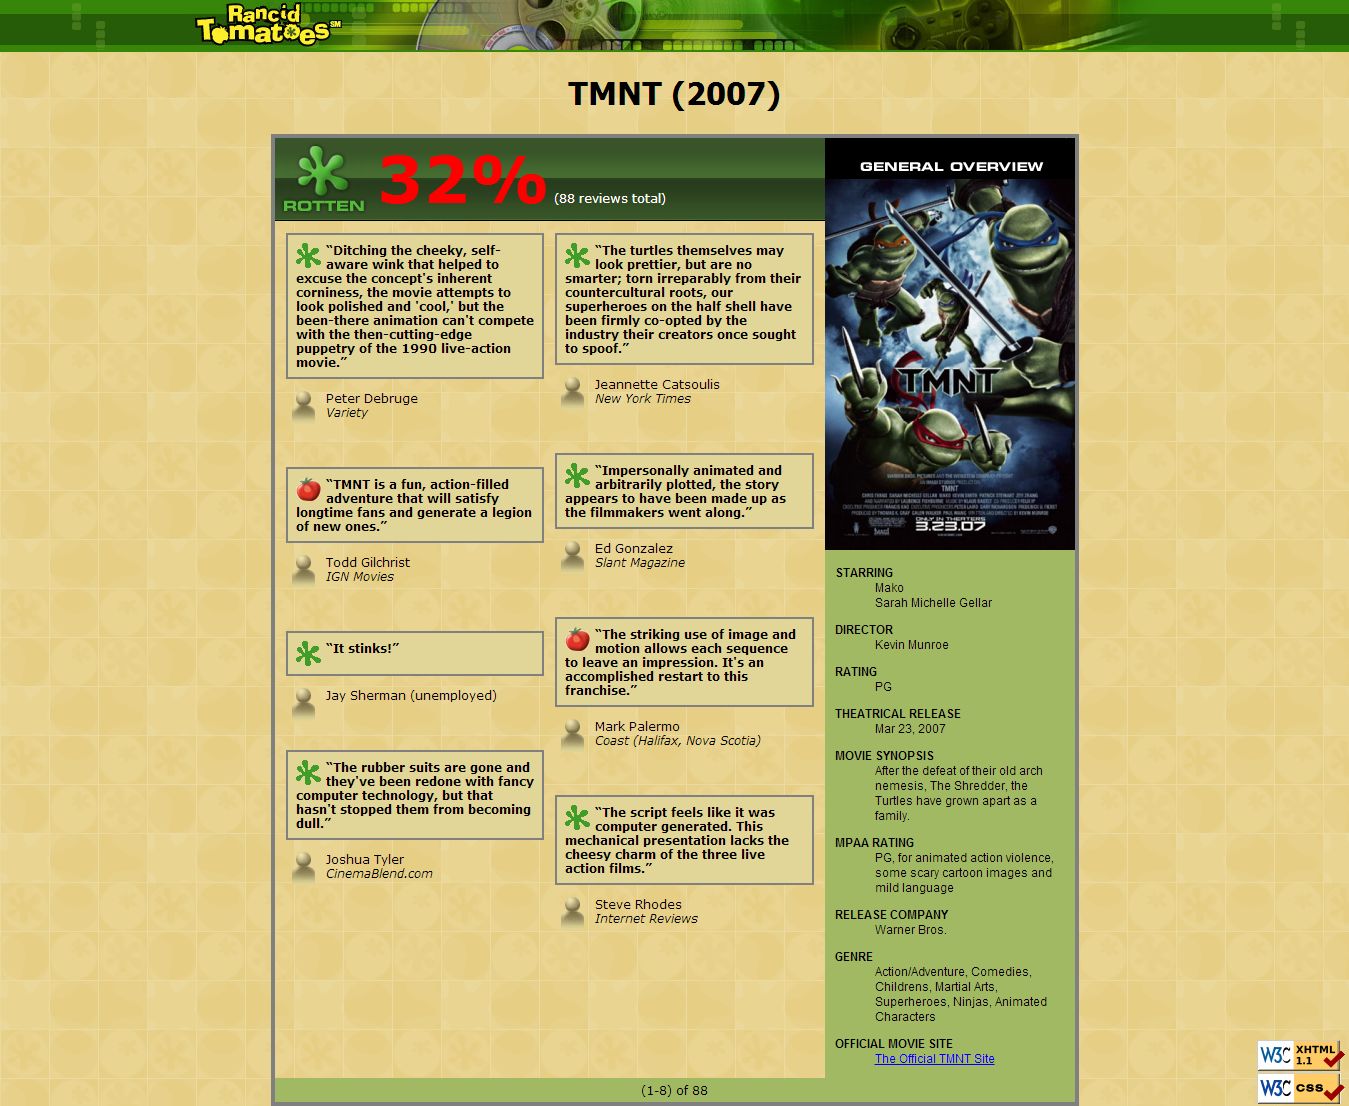 Rancid
Tomatoes SM
TMNT (2007)
ROTTEN
32% (88 reviews total)
“Ditching the cheeky, self-
aware wink that helped to
excuse the concept's inherent
corniness, the movie attempts to
look polished and 'cool,' but the
been-there animation can't compete
with the then-cutting-edge
puppetry of the 1990 live-action
movie.”
Peter Debruge
Variety
“TMNT is a fun, action-filled
adventure that will satisfy
longtime fans and generate a legion
of new ones.”
Todd Gilchrist
IGN Movies
“It stinks!”
Jay Sherman (unemployed)
“The rubber suits are gone and
they've been redone with fancy
computer technology, but that
hasn't stopped them from becoming
dull.”
Joshua Tyler
CinemaBlend.com
“The turtles themselves may
look prettier, but are no
smarter; torn irreparably from their
countercultural roots, our
superheroes on the half shell have
been firmly co-opted by the
industry their creators once sought
to spoof.”
Jeannette Catsoulis
New York Times
“Impersonally animated and
arbitrarily plotted, the story
appears to have been made up as
the filmmakers went along.”
Ed Gonzalez
Slant Magazine
“The striking use of image and
motion allows each sequence
to leave an impression. It's an
accomplished restart to this
franchise.”
Mark Palermo
Coast (Halifax, Nova Scotia)
“The script feels like it was
computer generated. This
mechanical presentation lacks the
cheesy charm of the three live
action films.”
Steve Rhodes
Internet Reviews
GENERAL OVERVIEW
TMNT
TMNT
ONLY IN THEATERS
3.23.07
STARRING
Mako
Sarah Michelle Gellar
DIRECTOR
Kevin Munroe
RATING
PG
THEATRICAL RELEASE
Mar 23, 2007
MOVIE SYNOPSIS
After the defeat of their old arch
nemesis, The Shredder, the
Turtles have grown apart as a
family.
MPAA RATING
PG, for animated action violence,
some scary cartoon images and
mild language
RELEASE COMPANY
Warner Bros.
GENRE
Action/Adventure, Comedies,
Childrens, Martial Arts,
Superheroes, Ninjas, Animated
Characters
OFFICIAL MOVIE SITE
The Official TMNT Site
(1-8) of 88
W3C XHTML
1.1
W3C css